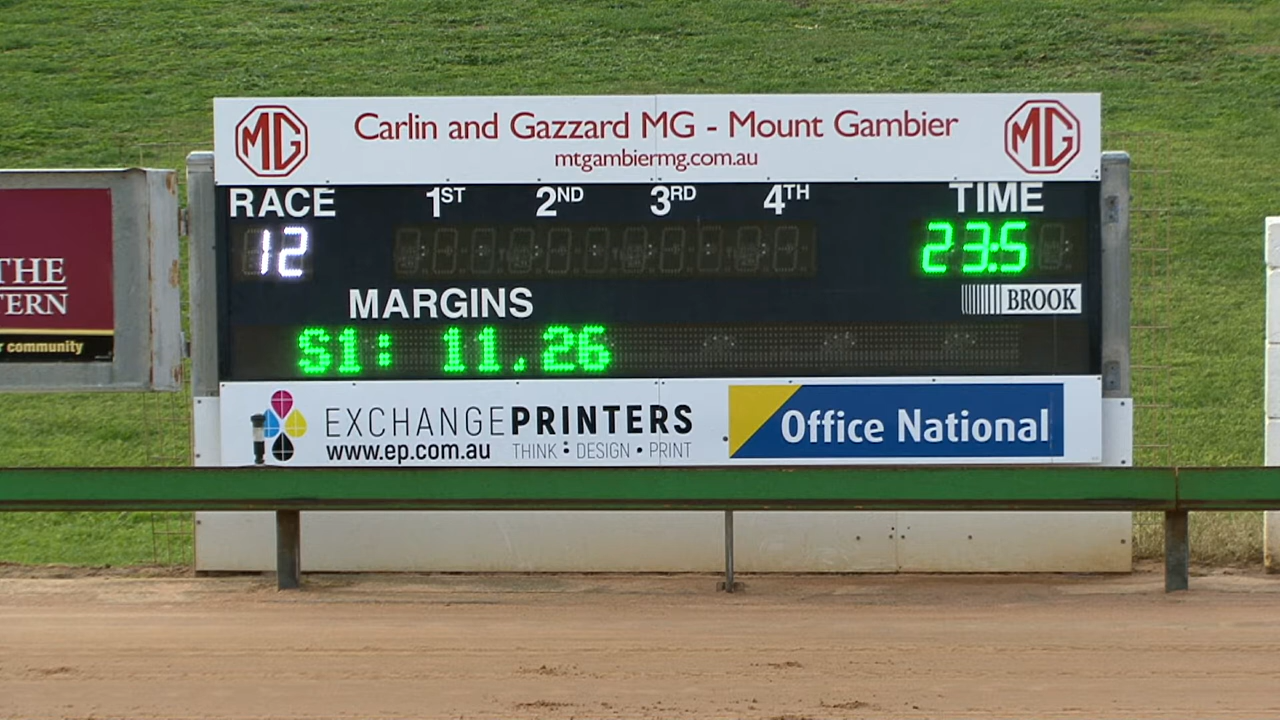 MG Carlin and Gazzard MG - Mount Gambier MG
mtgambiermg.com.au
RACE 1ST 2ND 3RD 4TH TIME
12 23.5
MARGINS BROOK
S1: 11.26
THE
TERN
community
EXCHANGEPRINTERS
www.ep.com.au THINK : DESIGN • PRINT
Office National